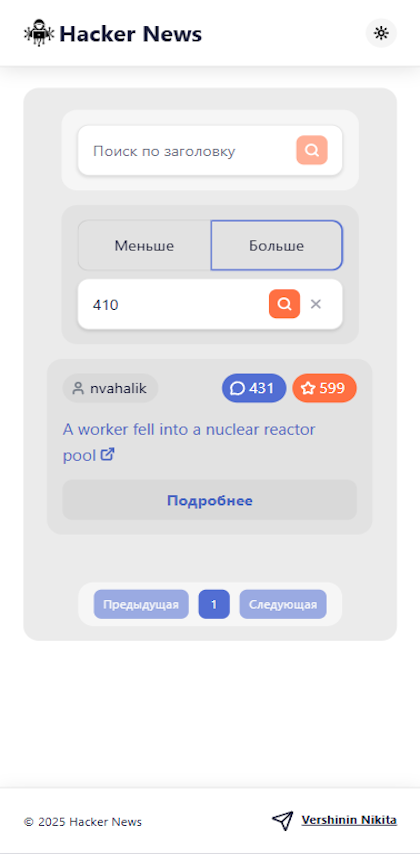 Hacker News
Поиск по заголовку
Меньше
Больше
410
nvahalik
431
599
A worker fell into a nuclear reactor
pool
Подробнее
Предыдущая
1
Следующая
© 2025 Hacker News
Vershinin Nikita